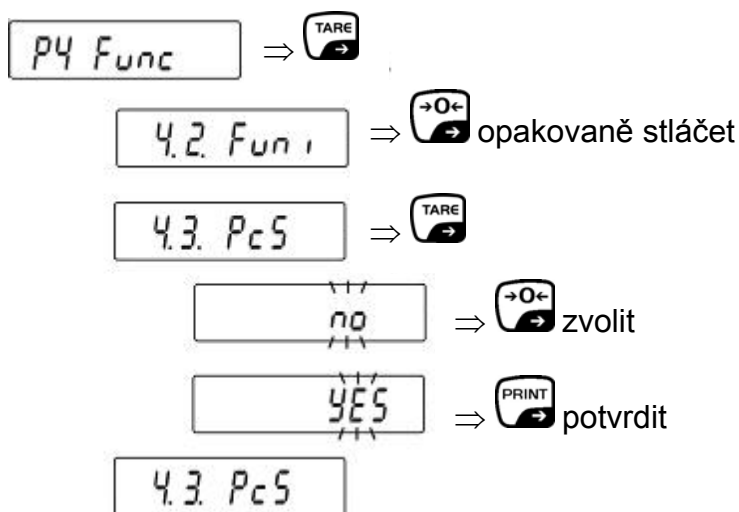 P4 Func ⇒ TARE
4.2. Fun i ⇒ →0← opakovaně stláčet
4.3. PcS ⇒ TARE
no ⇒ →0← zvolit
YES ⇒ PRINT potvrdit
4.3. PcS